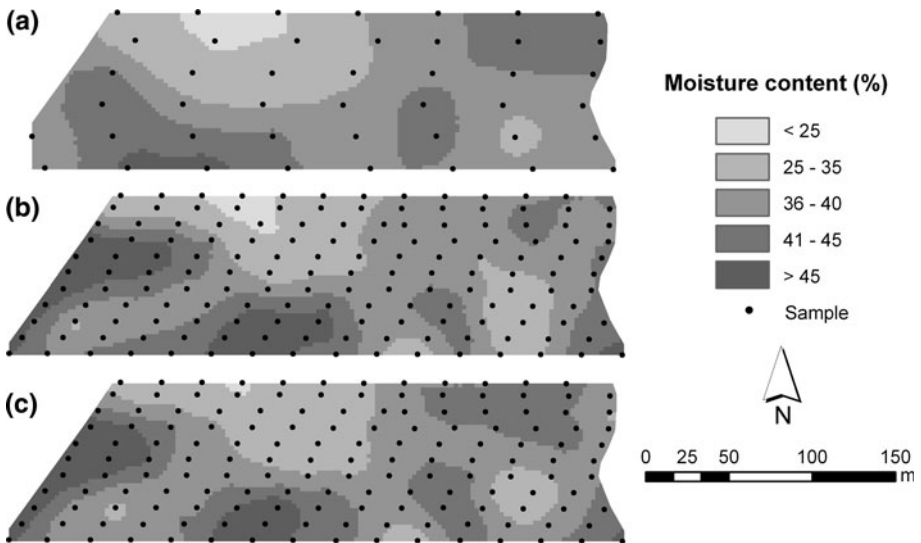 (a)
(b)
(c)
Moisture content (%)
< 25
25 - 35
36 - 40
41 - 45
> 45
Sample
N
0 25 50 100 150
m